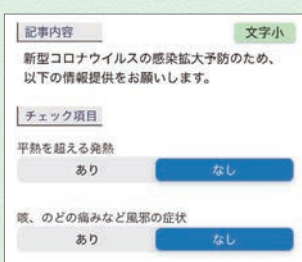 記事内容
文字小
新型コロナウイルスの感染拡大予防のため、
以下の情報提供をお願いします。
チェック項目
平熱を超える発熱
あり なし
咳、のどの痛みなど風邪の症状
あり なし